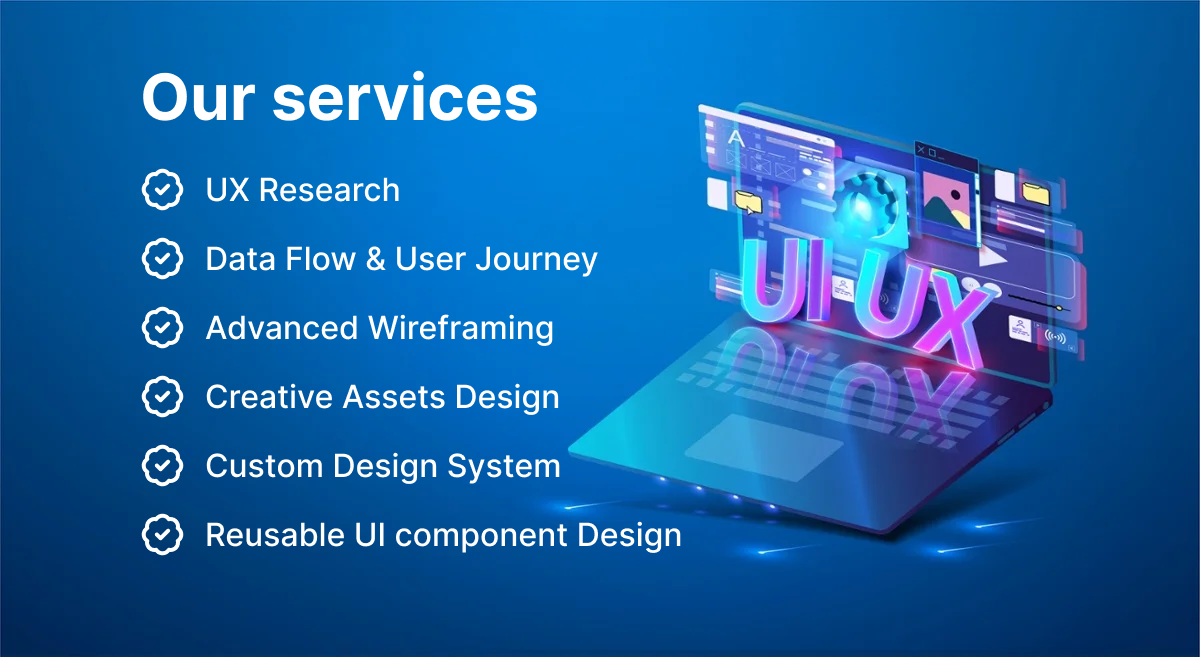 Our services
UX Research
Data Flow & User Journey
Advanced Wireframing
Creative Assets Design
Custom Design System
Reusable UI component Design
A
UI UX